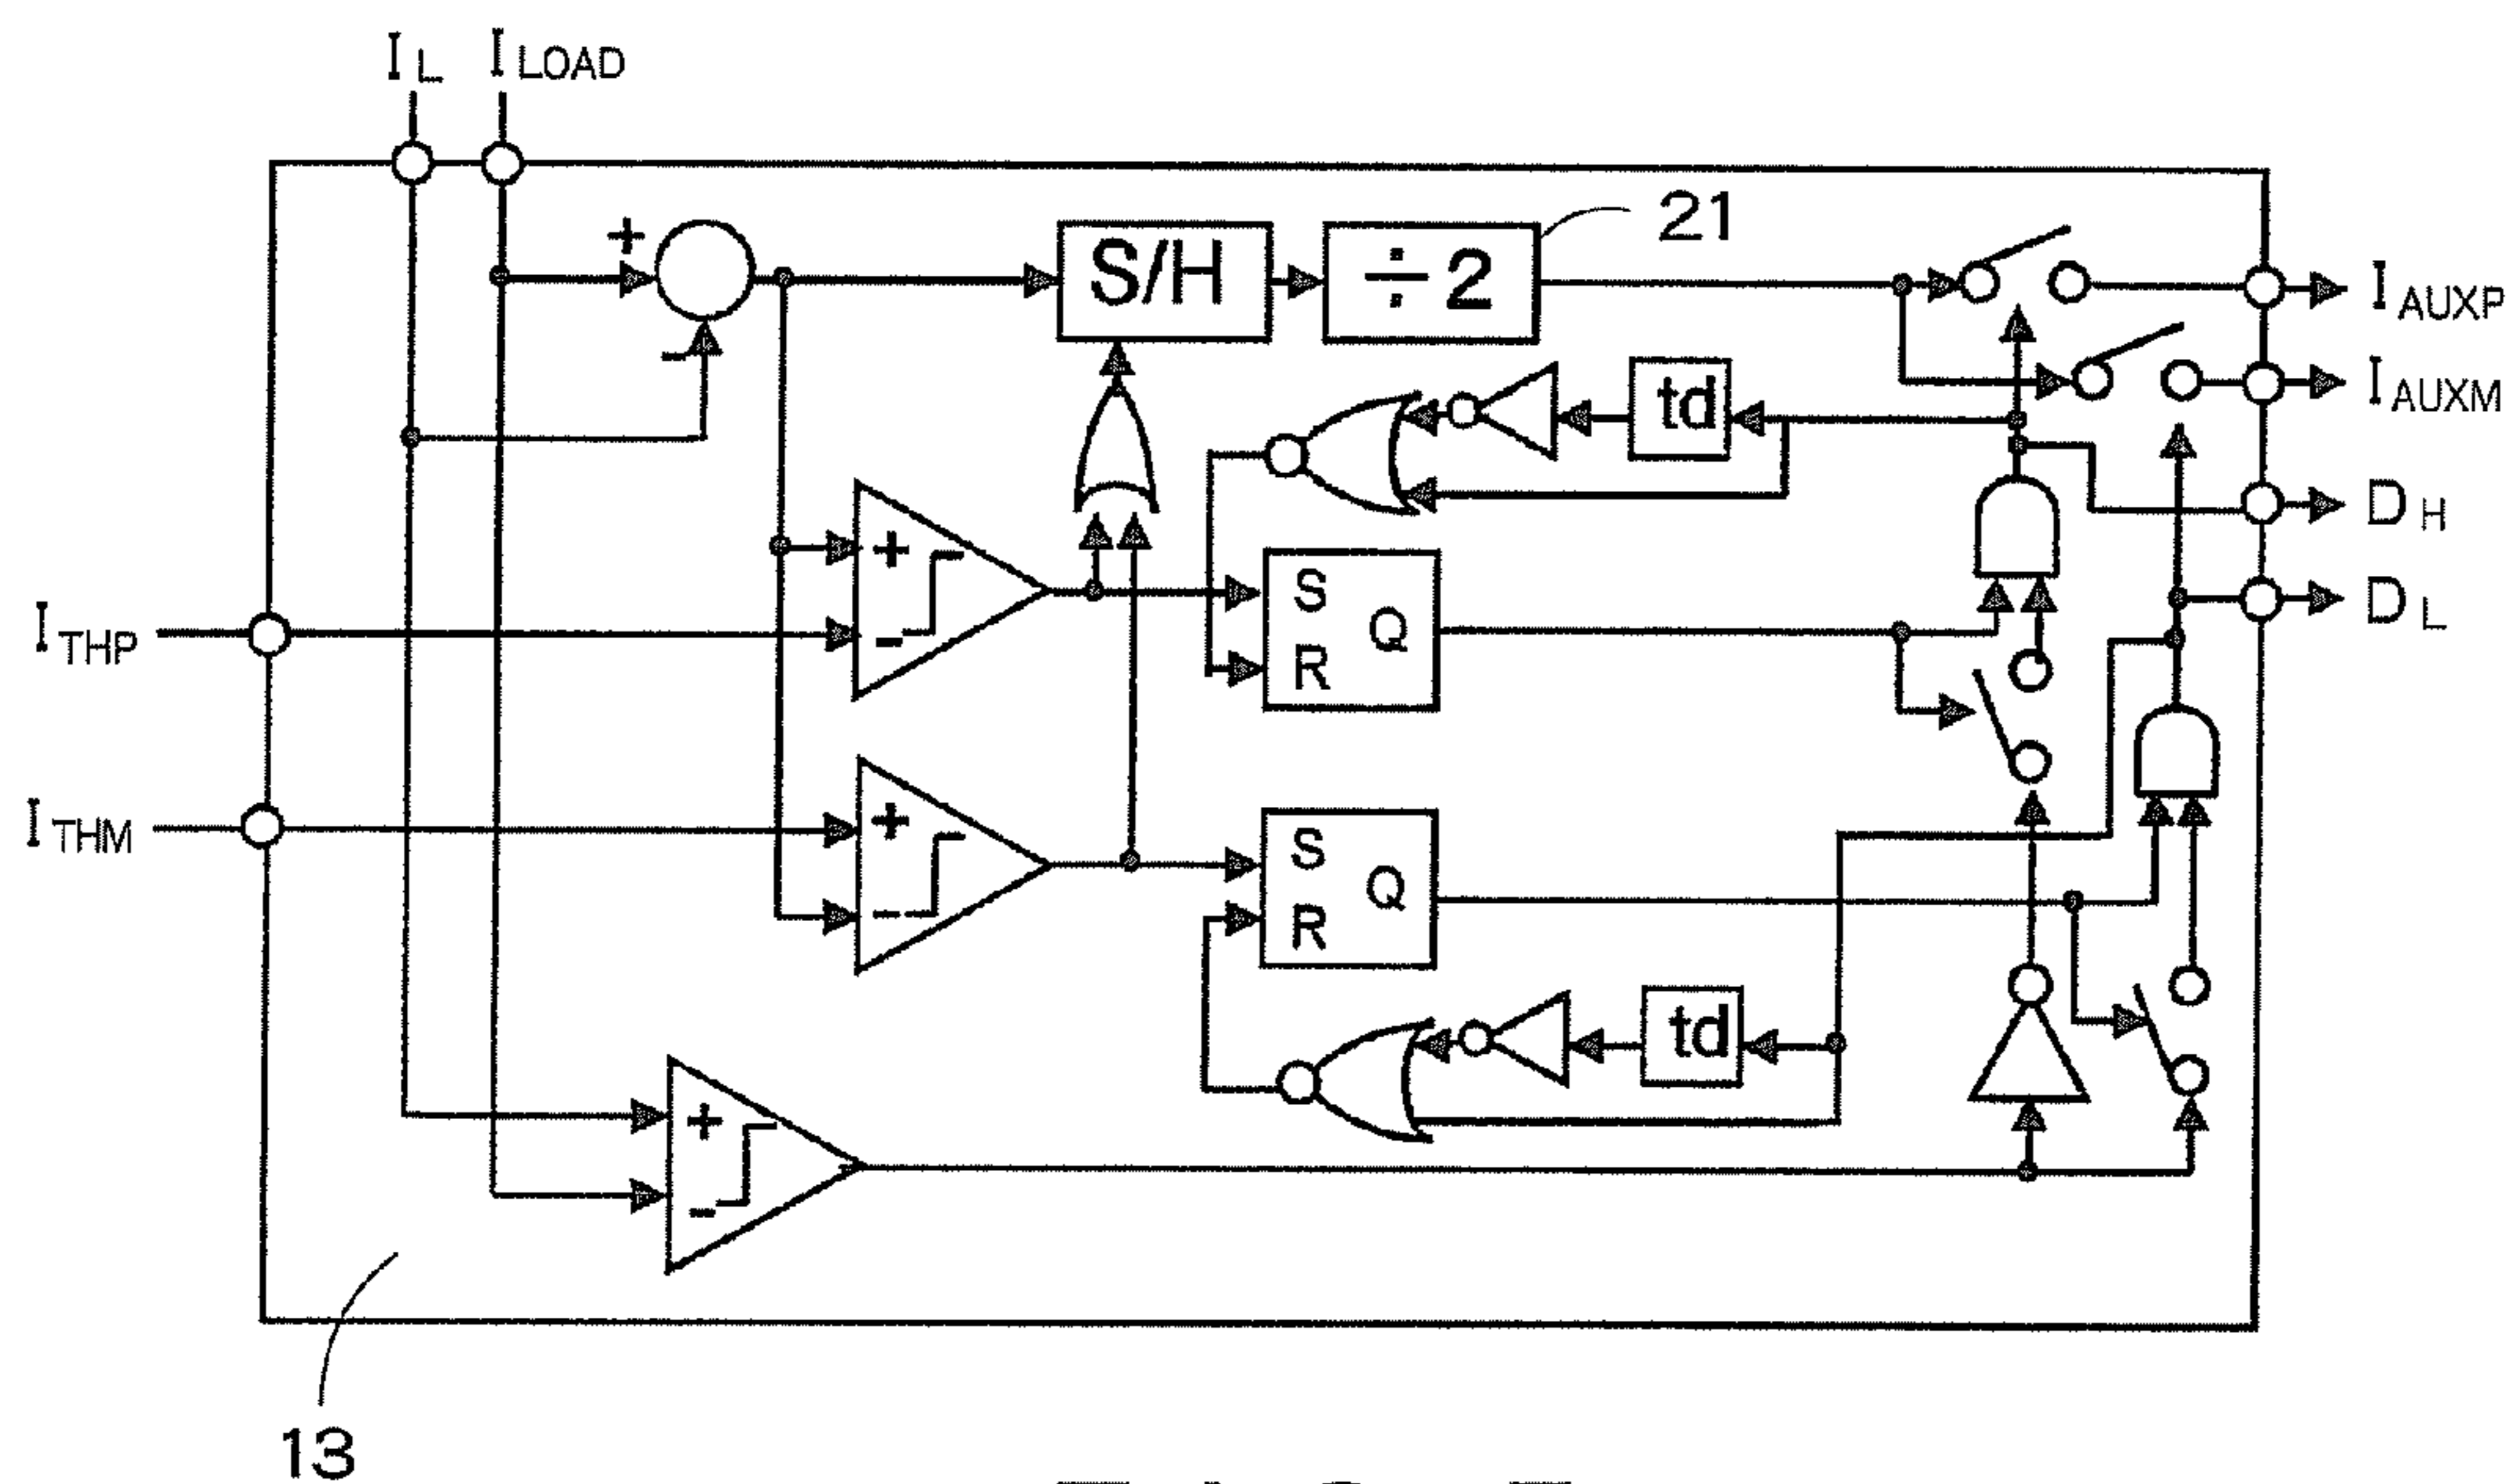 I L
I LOAD
+
−
S/H
÷2
21
I AUXP
I AUXM
td
D H
D L
+
−
S
R
Q
I THP
I THM
+
−
S
R
Q
td
+
−
13